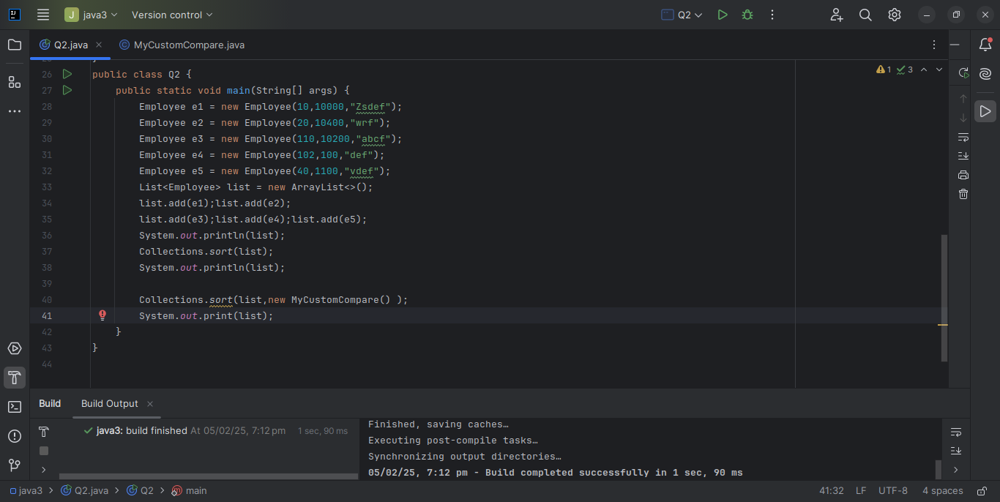 J java3 Version control Q2
Q2.java MyCustomCompare.java
1 3
26 public class Q2 {
27 public static void main(String[] args) {
28 Employee e1 = new Employee(10,10000,"Zsdef");
29 Employee e2 = new Employee(20,10400,"wrf");
30 Employee e3 = new Employee(110,10200,"abcf");
31 Employee e4 = new Employee(102,100,"def");
32 Employee e5 = new Employee(40,1100,"vdef");
33 List<Employee> list = new ArrayList<>();
34 list.add(e1);list.add(e2);
35 list.add(e3);list.add(e4);list.add(e5);
36 System.out.println(list);
37 Collections.sort(list);
38 System.out.println(list);
39
40 Collections.sort(list,new MyCustomCompare() );
41 System.out.print(list);
42 }
43 }
44
Build Build Output
java3: build finished At 05/02/25, 7:12 pm 1 sec, 90 ms
Finished, saving caches…
Executing post-compile tasks…
Synchronizing output directories…
05/02/25, 7:12 pm - Build completed successfully in 1 sec, 90 ms
java3 > Q2.java > Q2 > main 41:32 LF UTF-8 4 spaces